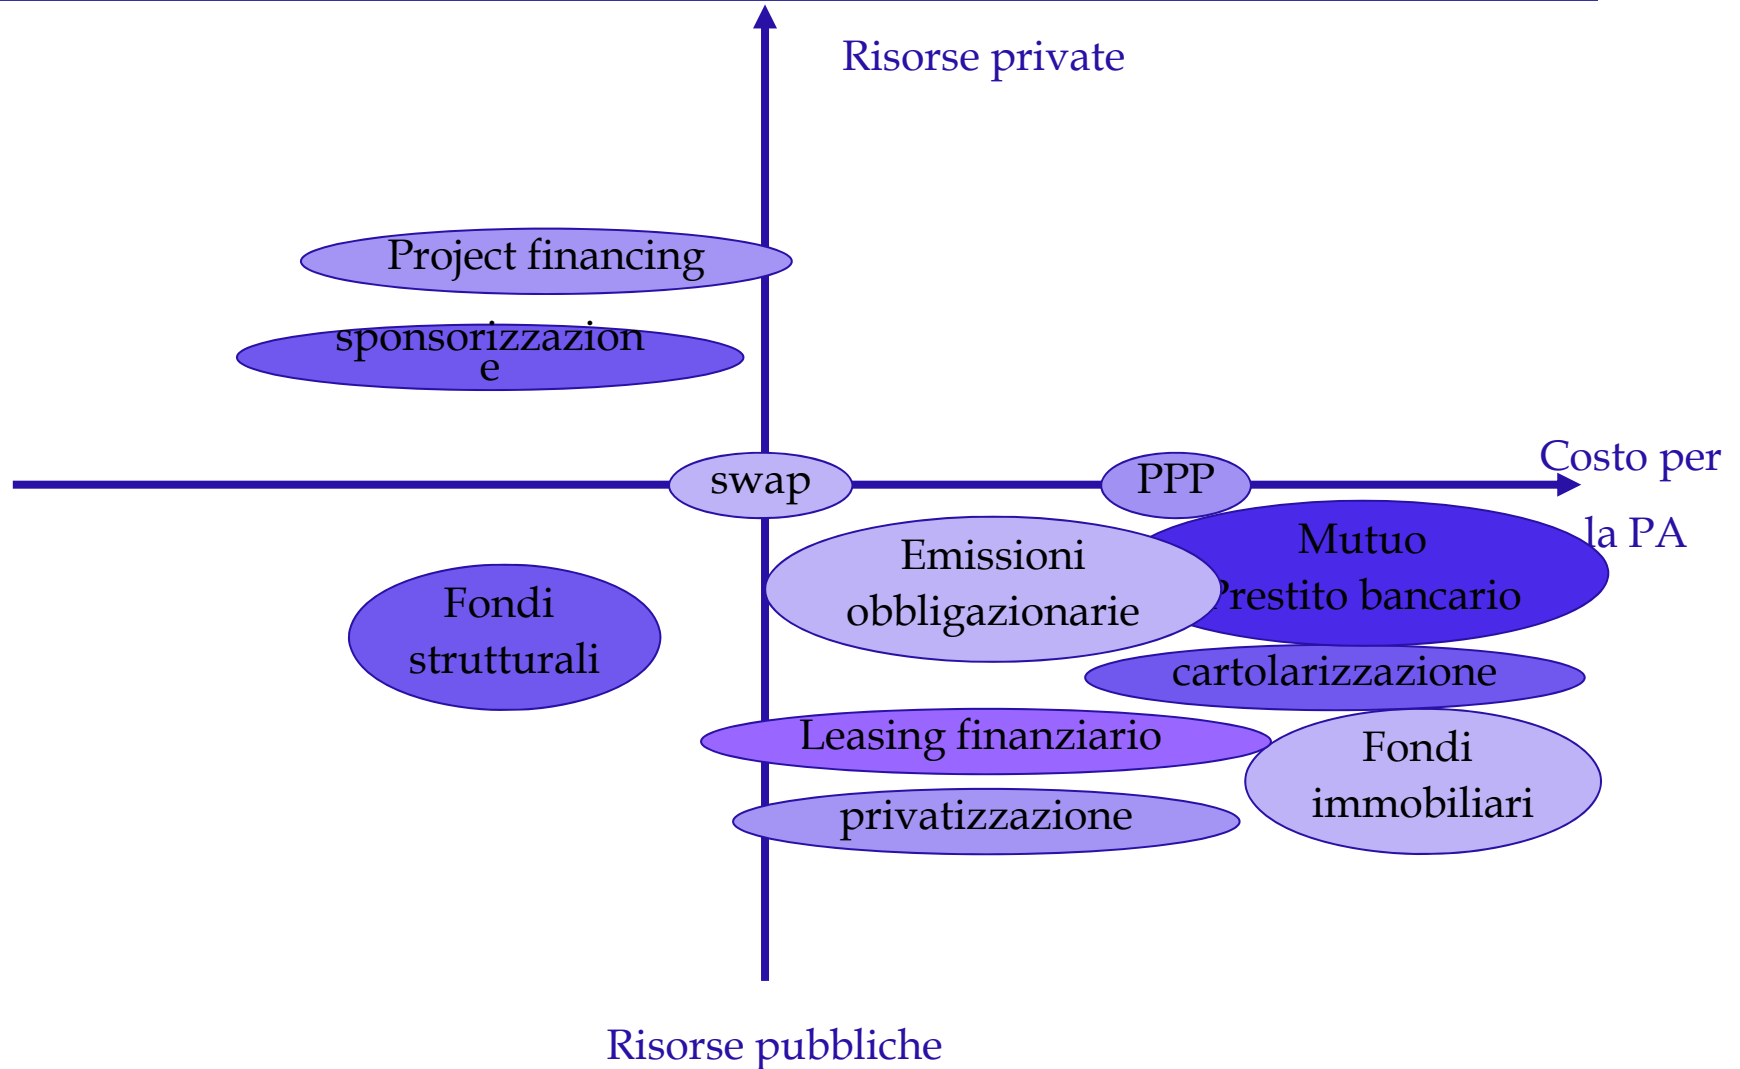 Risorse private
Project financing
sponsorizzazion
e
swap
PPP
Costo per
la PA
Emissioni
obbligazionarie
Mutuo
Prestito bancario
Fondi
strutturali
cartolarizzazione
Leasing finanziario
Fondi
immobiliari
privatizzazione
Risorse pubbliche